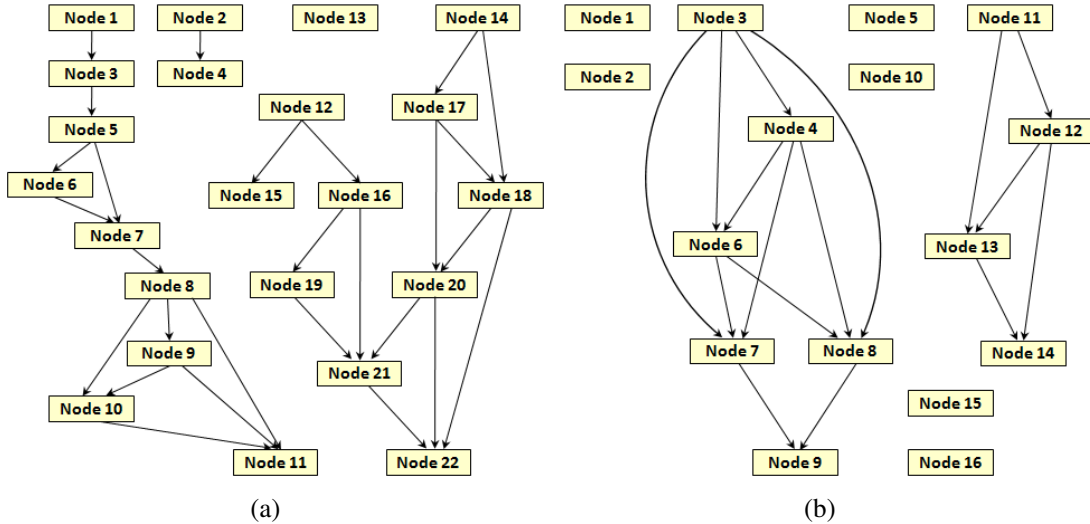 Node 1
Node 2
Node 13
Node 14
Node 3
Node 4
Node 12
Node 17
Node 5
Node 6
Node 15
Node 16
Node 18
Node 7
Node 8
Node 19
Node 20
Node 9
Node 21
Node 10
Node 11
Node 22
(a)
Node 1
Node 3
Node 5
Node 11
Node 2
Node 10
Node 4
Node 12
Node 6
Node 13
Node 7
Node 8
Node 14
Node 15
Node 9
Node 16
(b)